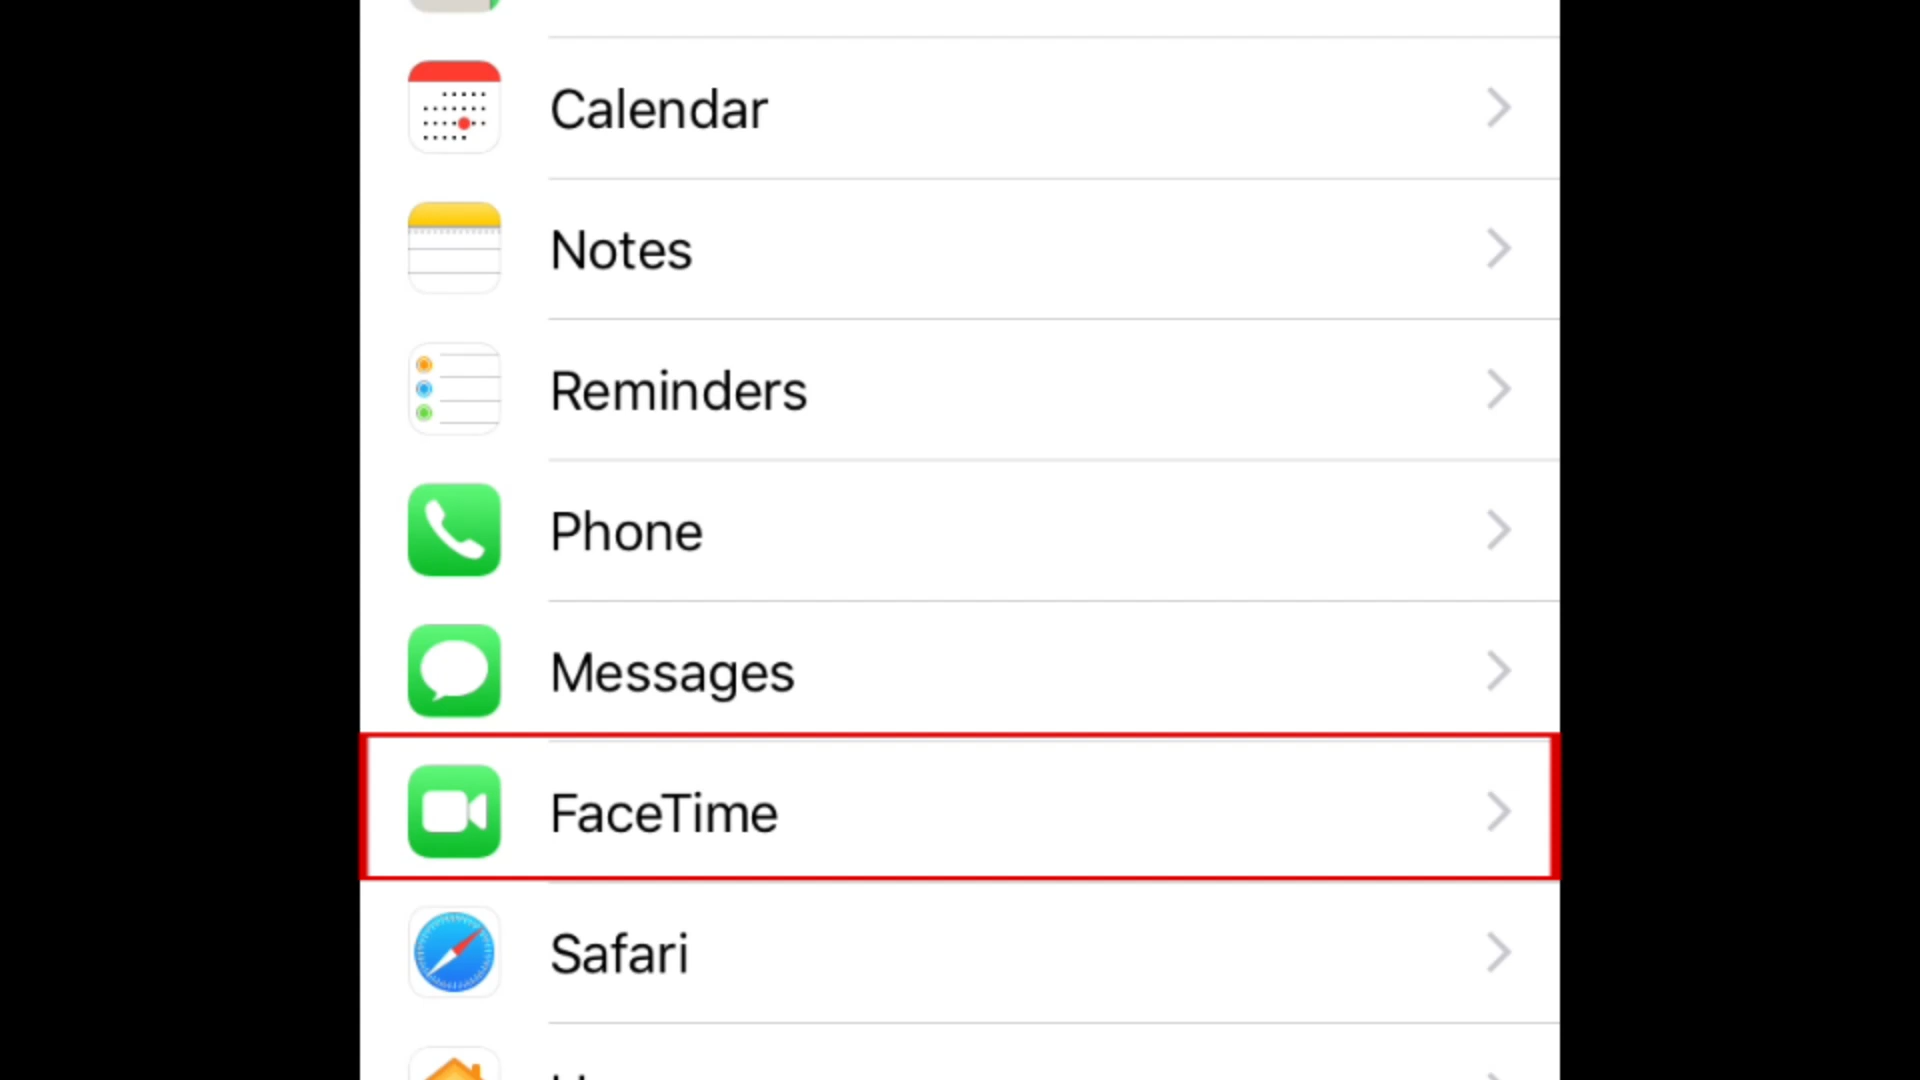 Calendar
Notes
Reminders
Phone
Messages
FaceTime
Safari